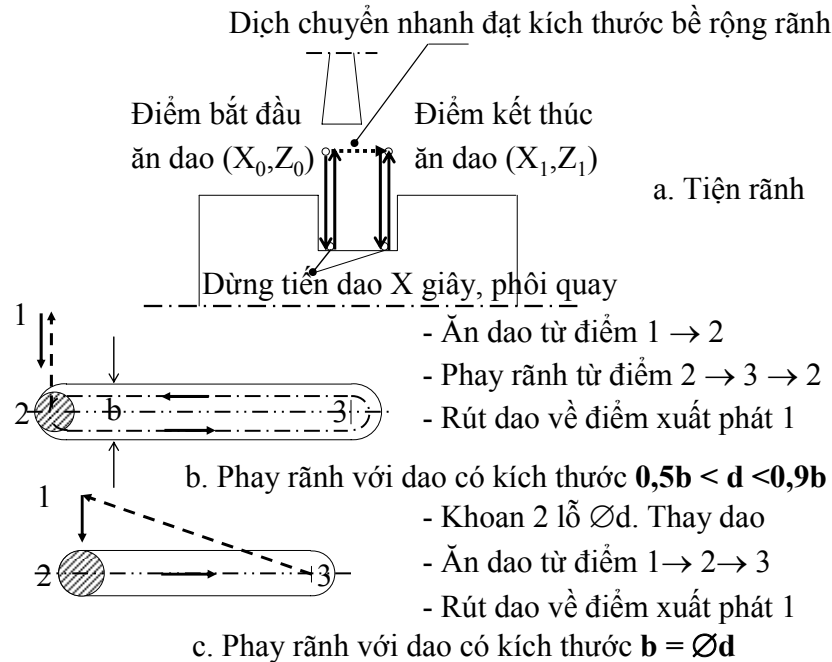 Dịch chuyển nhanh đạt kích thước bề rộng rãnh
Điểm bắt đầu
ăn dao (X₀,Z₀)
Điểm kết thúc
ăn dao (X₁,Z₁)
a. Tiện rãnh
Dừng tiến dao X giây, phôi quay
1
2
b
3
- Ăn dao từ điểm 1 → 2
- Phay rãnh từ điểm 2 → 3 → 2
- Rút dao về điểm xuất phát 1
b. Phay rãnh với dao có kích thước 0,5b < d <0,9b
1
2
3
- Khoan 2 lỗ ∅d. Thay dao
- Ăn dao từ điểm 1→ 2→ 3
- Rút dao về điểm xuất phát 1
c. Phay rãnh với dao có kích thước b = ∅d